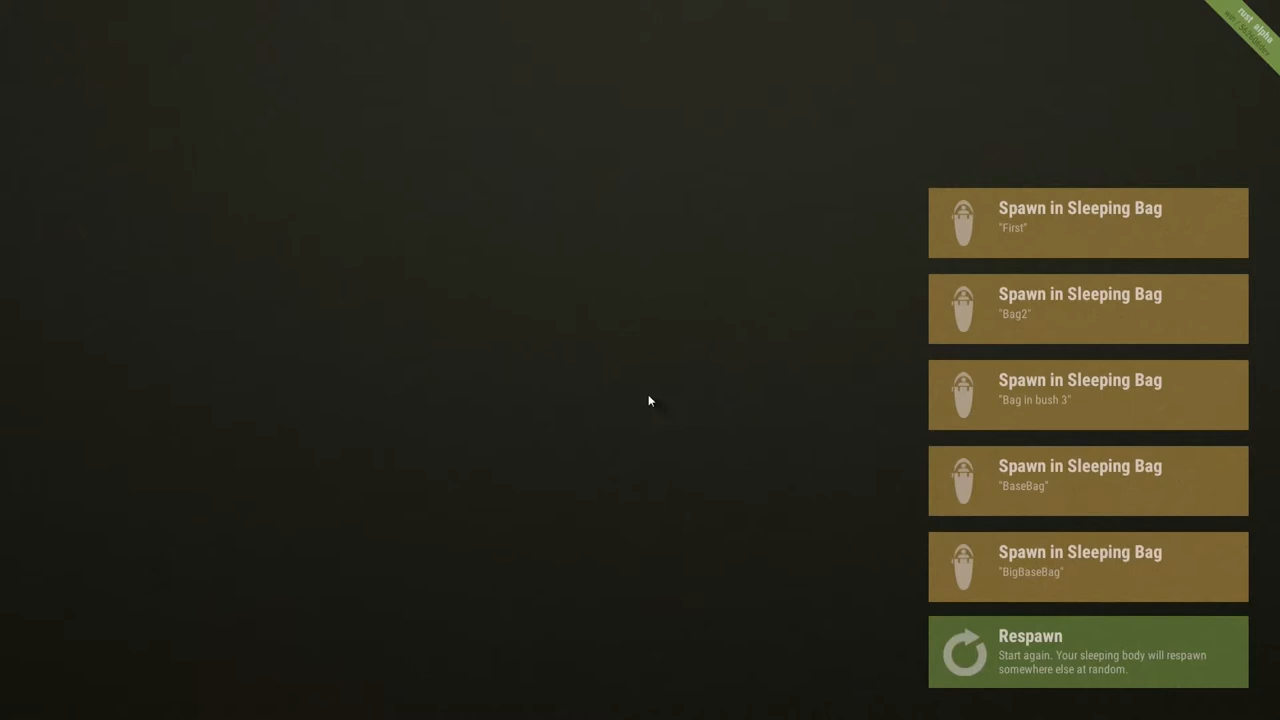 rust alpha
Spawn in Sleeping Bag
"First"
Spawn in Sleeping Bag
"Bag2"
Spawn in Sleeping Bag
"Bag in bush 3"
Spawn in Sleeping Bag
"BaseBag"
Spawn in Sleeping Bag
"BigBaseBag"
Respawn
Start again. Your sleeping body will respawn
somewhere else at random.